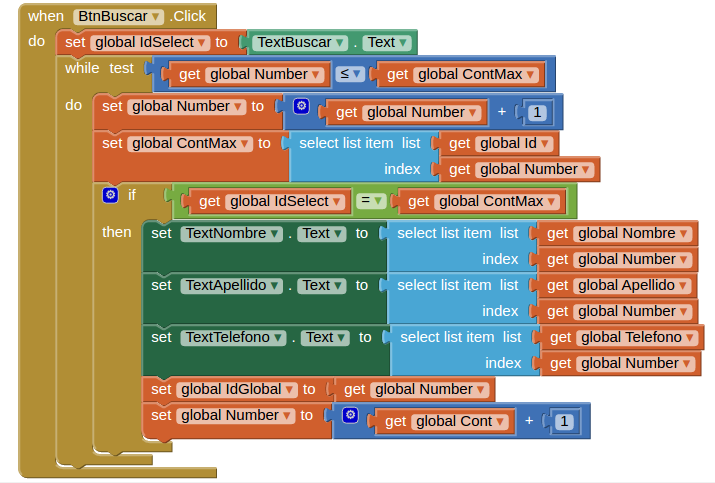 when BtnBuscar .Click
do set global IdSelect to TextBuscar . Text
while test get global Number ≤ get global ContMax
do set global Number to get global Number + 1
set global ContMax to select list item list get global Id
index get global Number
if get global IdSelect = get global ContMax
then set TextNombre . Text to select list item list get global Nombre
index get global Number
set TextApellido . Text to select list item list get global Apellido
index get global Number
set TextTelefono . Text to select list item list get global Telefono
index get global Number
set global IdGlobal to get global Number
set global Number to get global Cont + 1